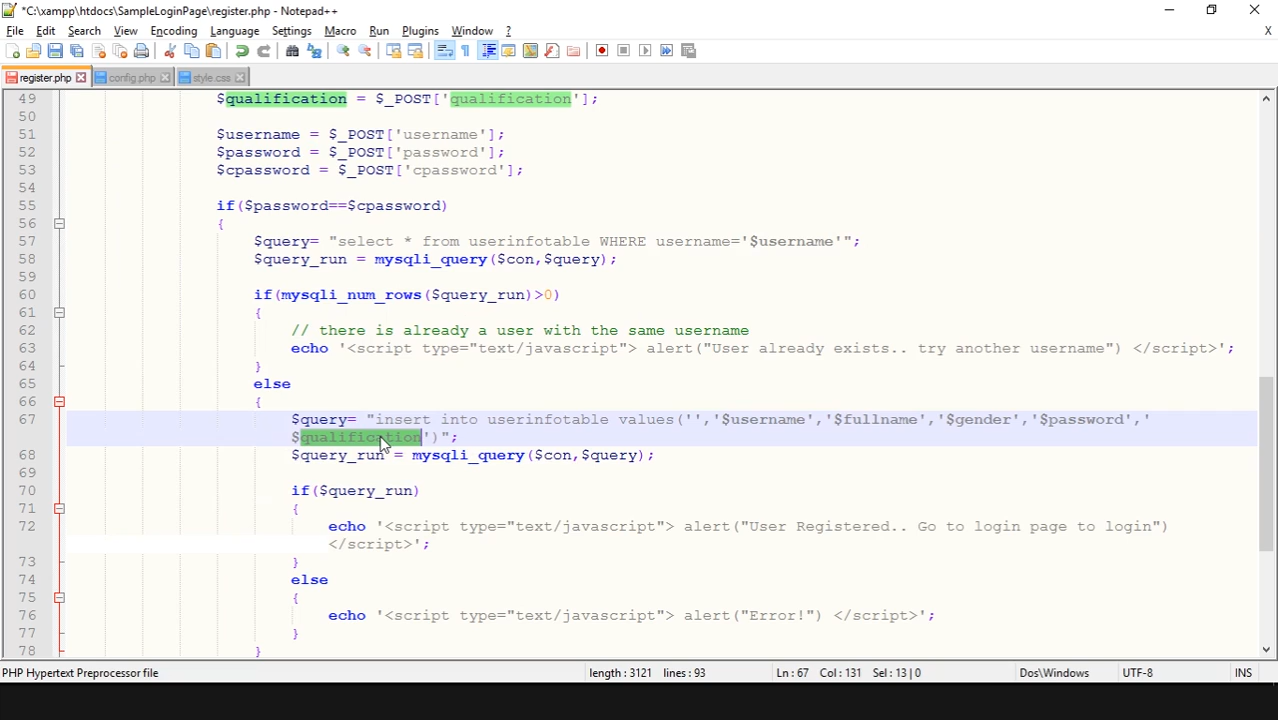 *C:\xampp\htdocs\SampleLoginPage\register.php - Notepad++
File Edit Search View Encoding Language Settings Macro Run Plugins Window ? X
register.php config.php style.css
49 $qualification = $_POST['qualification'];
50
51 $username = $_POST['username'];
52 $password = $_POST['password'];
53 $cpassword = $_POST['cpassword'];
54
55 if($password==$cpassword)
56 {
57 $query= "select * from userinfotable WHERE username='$username'";
58 $query_run = mysqli_query($con,$query);
59
60 if(mysqli_num_rows($query_run)>0)
61 {
62 // there is already a user with the same username
63 echo '<script type="text/javascript"> alert("User already exists.. try another username") </script>';
64 }
65 else
66 {
67 $query= "insert into userinfotable values('','$username','$fullname','$gender','$password','
$qualification')";
68 $query_run = mysqli_query($con,$query);
69
70 if($query_run)
71 {
72 echo '<script type="text/javascript"> alert("User Registered.. Go to login page to login")
</script>';
73 }
74 else
75 {
76 echo '<script type="text/javascript"> alert("Error!") </script>';
77 }
78 }
PHP Hypertext Preprocessor file length : 3121 lines : 93 Ln : 67 Col : 131 Sel : 13 | 0 Dos\Windows UTF-8 INS